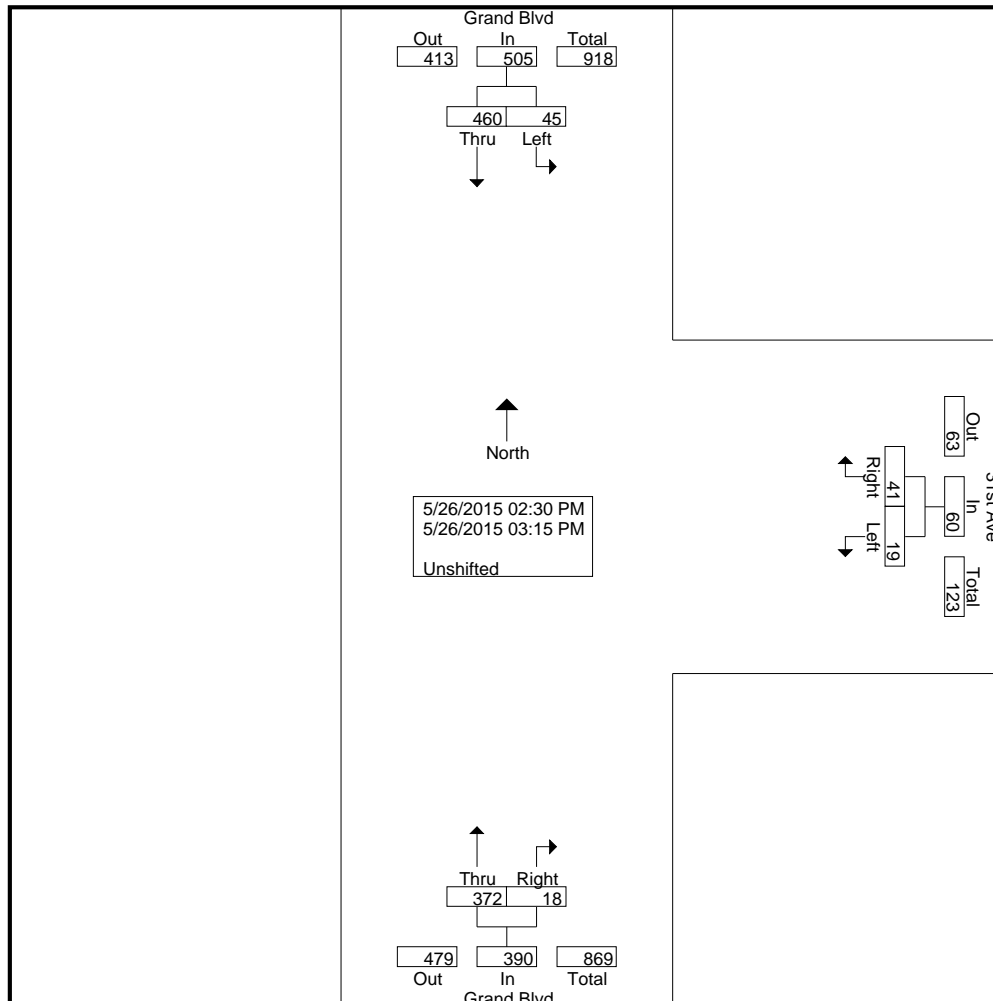 Grand Blvd
Out In Total
413 505 918
460 45
Thru Left
North
5/26/2015 02:30 PM
5/26/2015 03:15 PM
Unshifted
Out In Total
63 60 123
41 19
Right Left
Thru Right
372 18
479 390 869
Out In Total
Grand Blvd